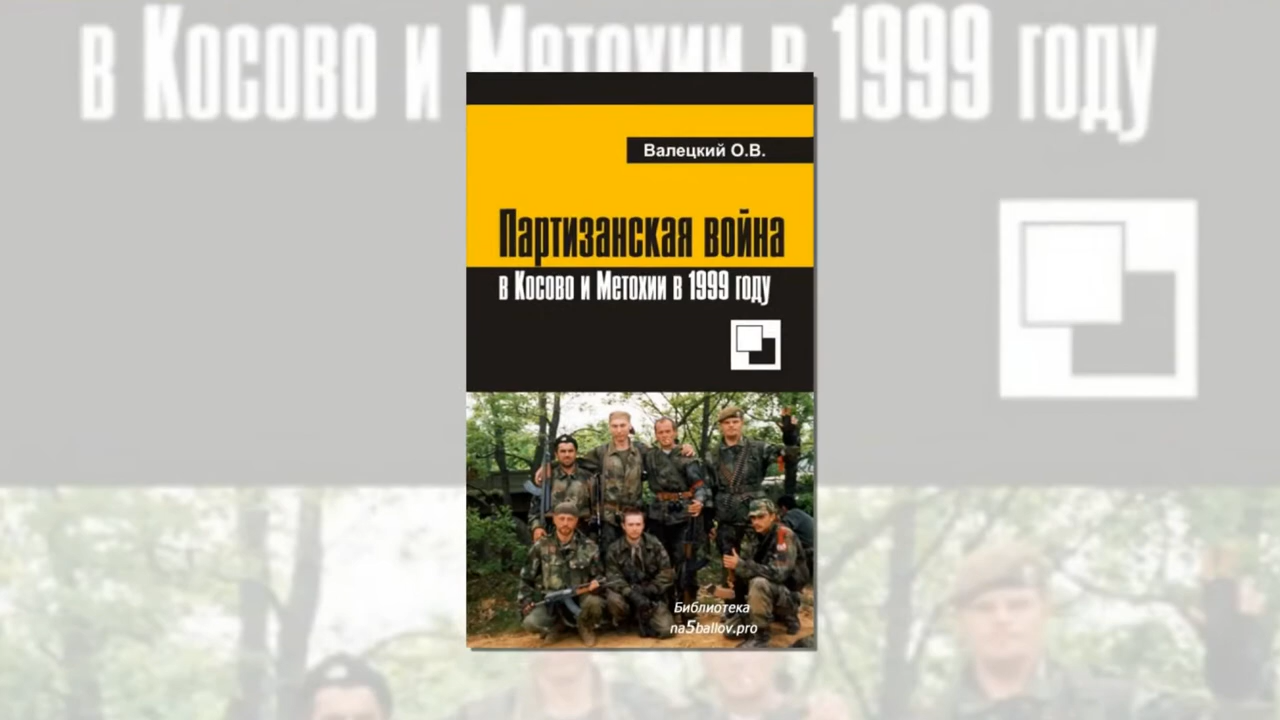 в Косово и Метохии в 1999 году
Валецкий О.В.
Партизанская война
в Косово и Метохии в 1999 году
Библиотека
na5ballov.pro